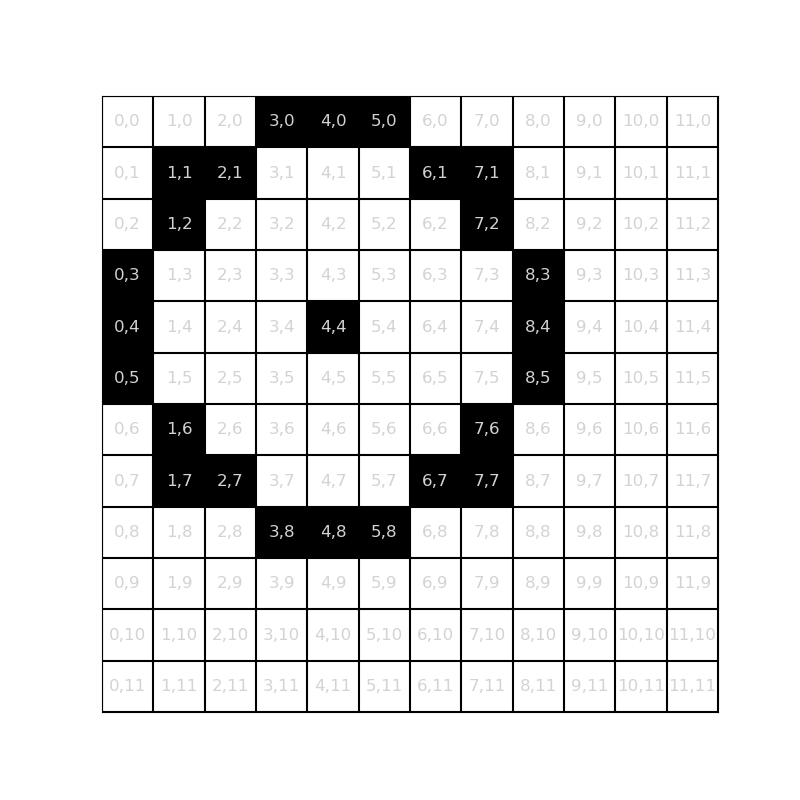 0,0 1,0 2,0 3,0 4,0 5,0 6,0 7,0 8,0 9,0 10,0 11,0
0,1 1,1 2,1 3,1 4,1 5,1 6,1 7,1 8,1 9,1 10,1 11,1
0,2 1,2 2,2 3,2 4,2 5,2 6,2 7,2 8,2 9,2 10,2 11,2
0,3 1,3 2,3 3,3 4,3 5,3 6,3 7,3 8,3 9,3 10,3 11,3
0,4 1,4 2,4 3,4 4,4 5,4 6,4 7,4 8,4 9,4 10,4 11,4
0,5 1,5 2,5 3,5 4,5 5,5 6,5 7,5 8,5 9,5 10,5 11,5
0,6 1,6 2,6 3,6 4,6 5,6 6,6 7,6 8,6 9,6 10,6 11,6
0,7 1,7 2,7 3,7 4,7 5,7 6,7 7,7 8,7 9,7 10,7 11,7
0,8 1,8 2,8 3,8 4,8 5,8 6,8 7,8 8,8 9,8 10,8 11,8
0,9 1,9 2,9 3,9 4,9 5,9 6,9 7,9 8,9 9,9 10,9 11,9
0,10 1,10 2,10 3,10 4,10 5,10 6,10 7,10 8,10 9,10 10,10 11,10
0,11 1,11 2,11 3,11 4,11 5,11 6,11 7,11 8,11 9,11 10,11 11,11